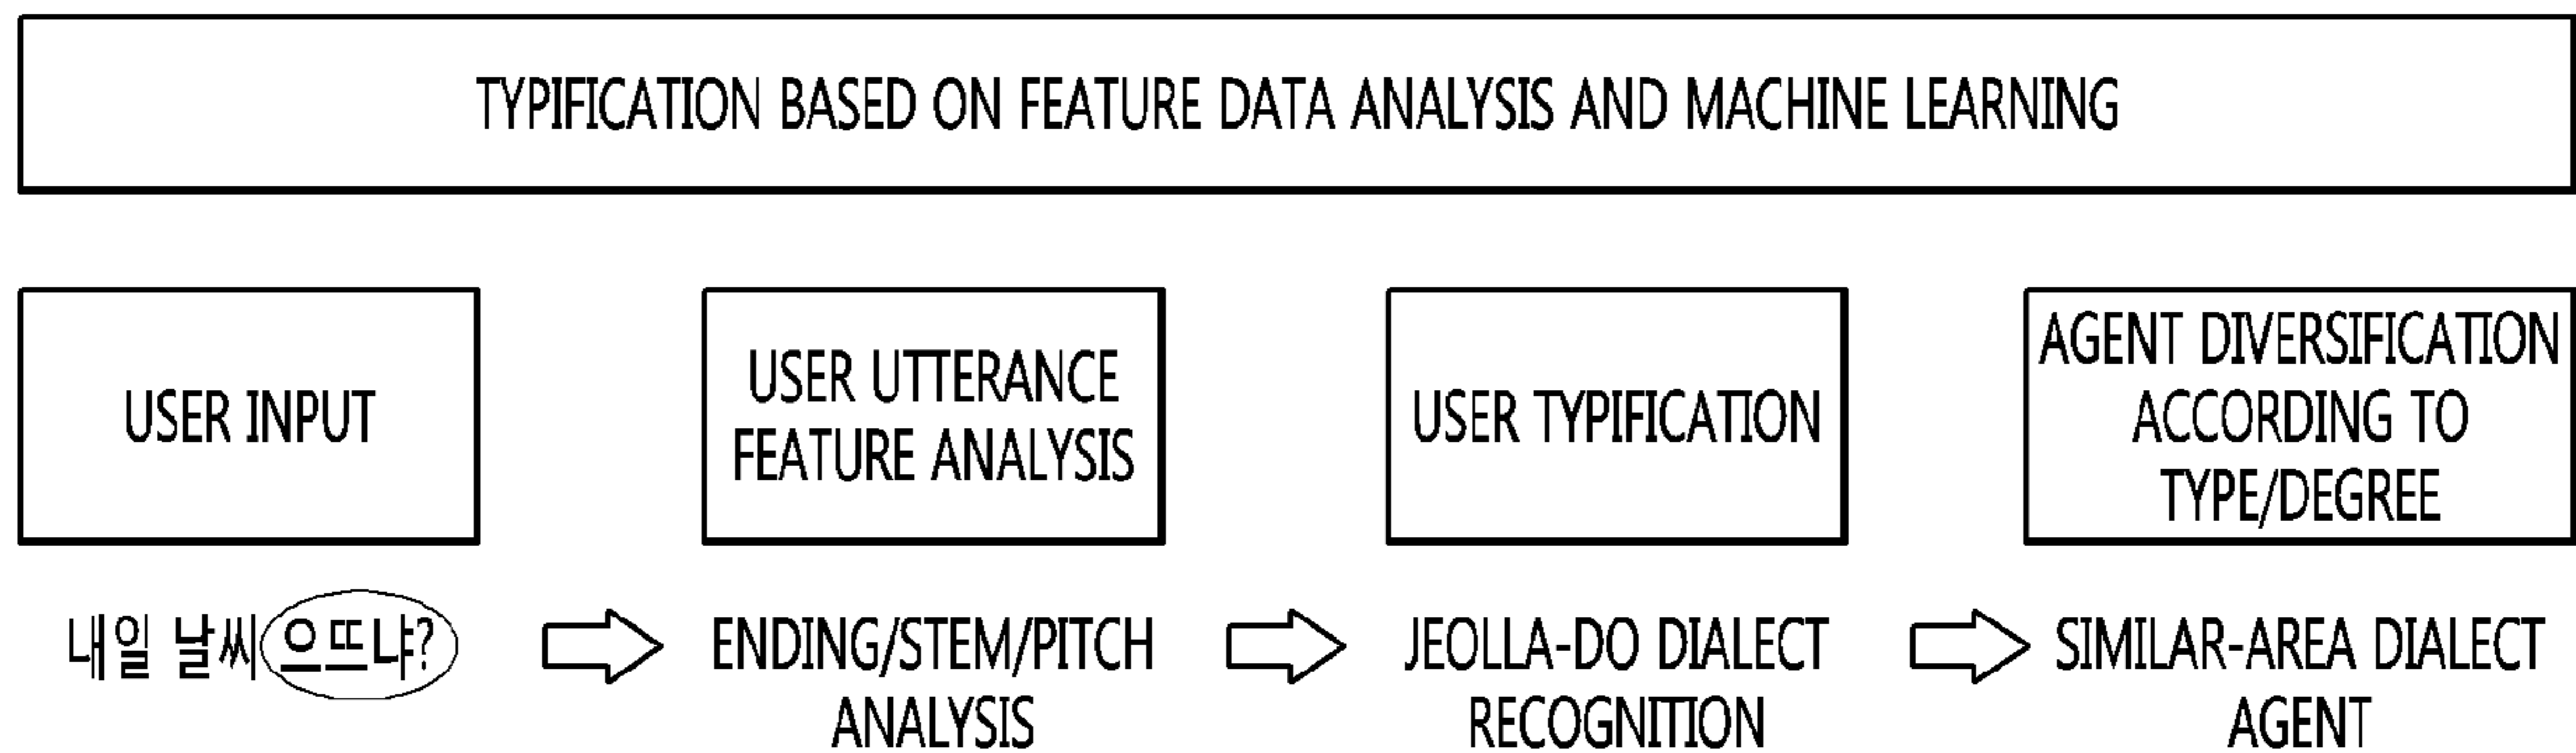 TYPIFICATION BASED ON FEATURE DATA ANALYSIS AND MACHINE LEARNING
USER INPUT
USER UTTERANCE
FEATURE ANALYSIS
USER TYPIFICATION
AGENT DIVERSIFICATION
ACCORDING TO
TYPE/DEGREE
내일 날씨 으뜨냐?
ENDING/STEM/PITCH
ANALYSIS
JEOLLA-DO DIALECT
RECOGNITION
SIMILAR-AREA DIALECT
AGENT